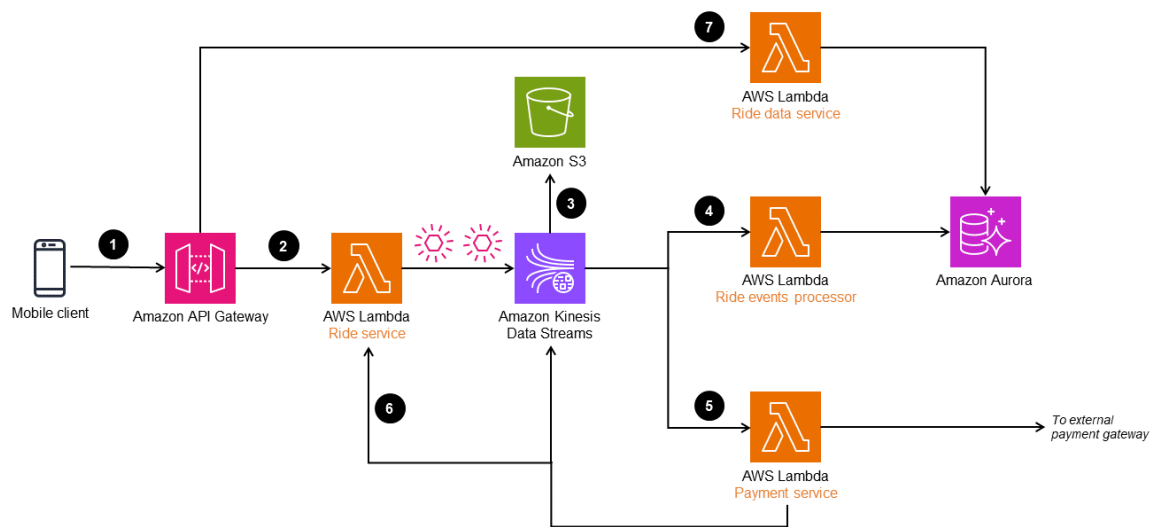 7
AWS Lambda
Ride data service
Amazon S3
3
4
1
2
Mobile client
Amazon API Gateway
AWS Lambda
Ride service
Amazon Kinesis
Data Streams
AWS Lambda
Ride events processor
Amazon Aurora
6
5
To external
payment gateway
AWS Lambda
Payment service